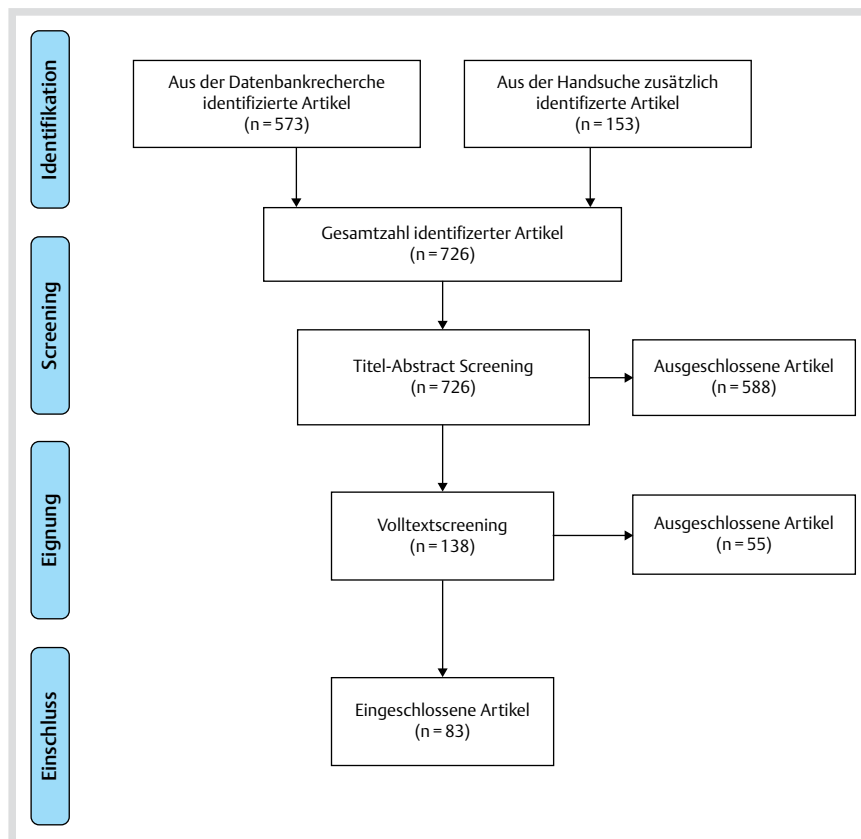 Identifikation
Aus der Datenbankrecherche
identifizierte Artikel
(n = 573)
Aus der Handsuche zusätzlich
identifizerte Artikel
(n = 153)
Gesamtzahl identifizerter Artikel
(n = 726)
Screening
Titel-Abstract Screening
(n = 726)
Ausgeschlossene Artikel
(n = 588)
Eignung
Volltextscreening
(n = 138)
Ausgeschlossene Artikel
(n = 55)
Einschluss
Eingeschlossene Artikel
(n = 83)